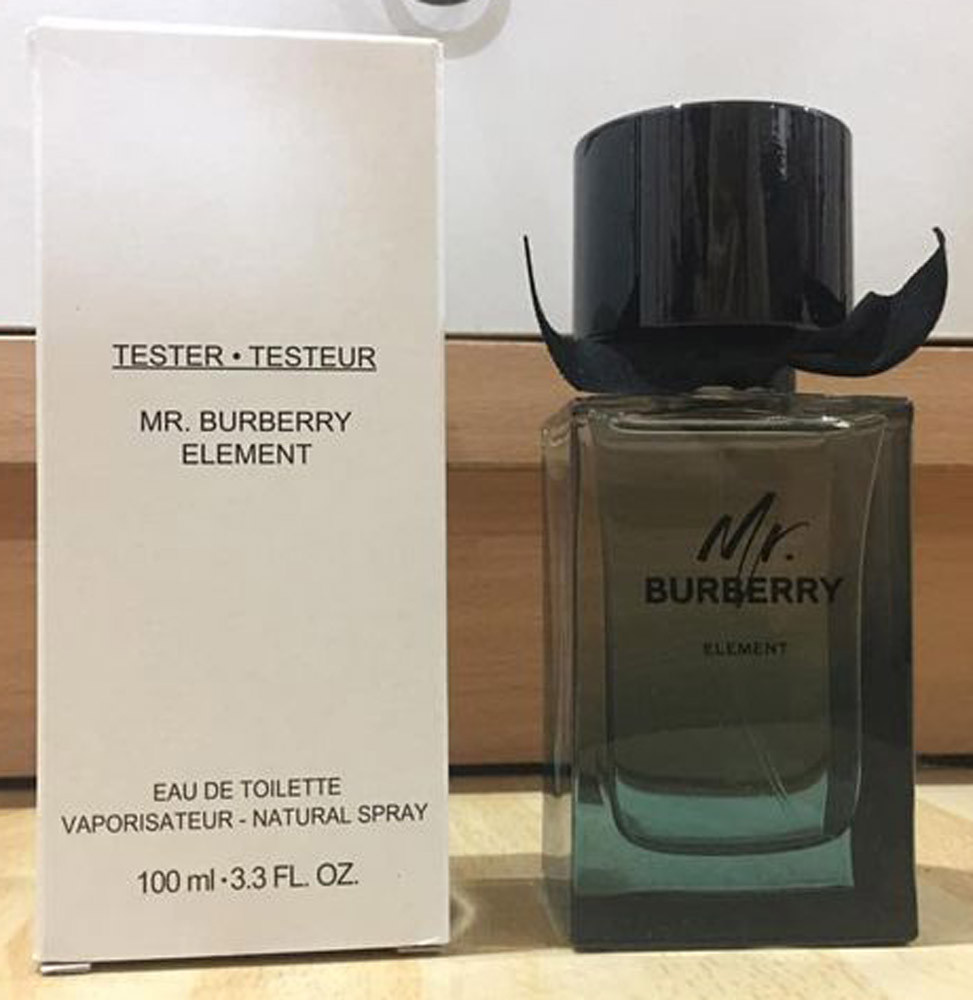 TESTER • TESTEUR
MR. BURBERRY
ELEMENT
EAU DE TOILETTE
VAPORISATEUR - NATURAL SPRAY
100 ml • 3.3 FL. OZ.
Mr.
BURBERRY
ELEMENT